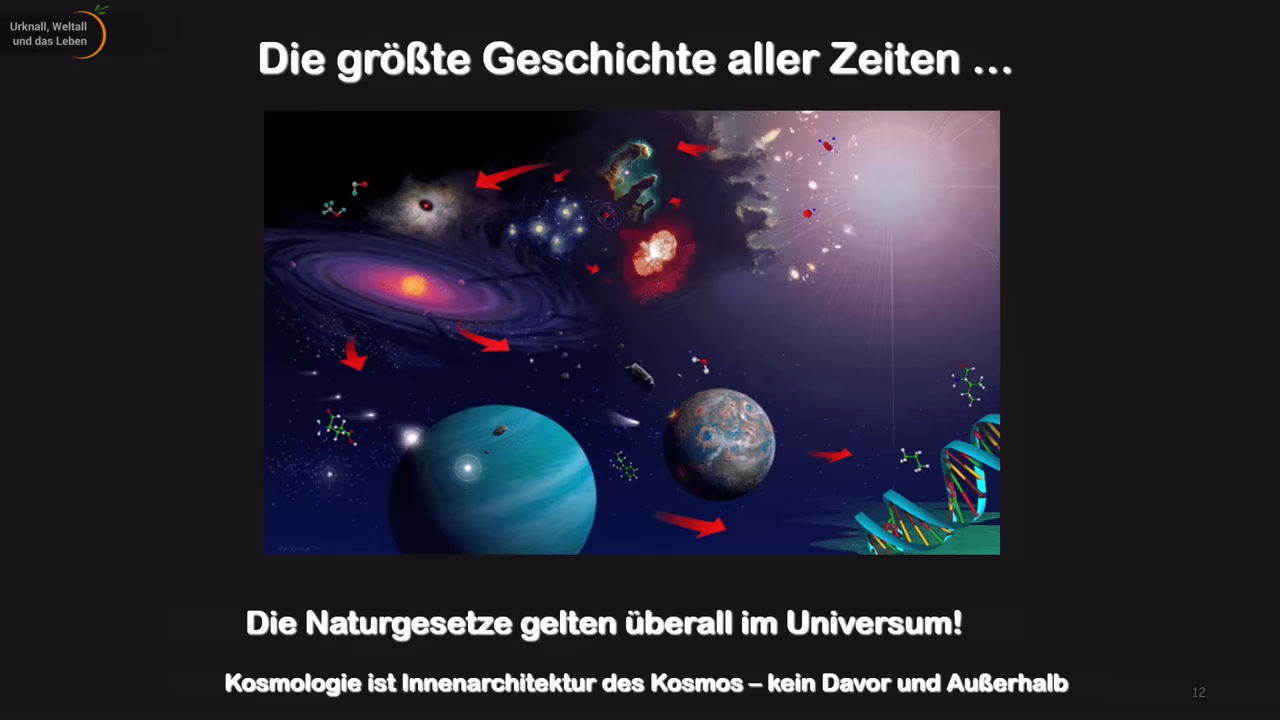 Urknall, Weltall
und das Leben
Die größte Geschichte aller Zeiten ...
Die Naturgesetze gelten überall im Universum!
Kosmologie ist Innenarchitektur des Kosmos – kein Davor und Außerhalb
12